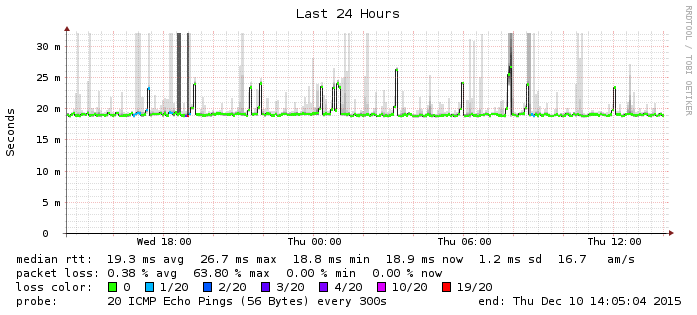 Last 24 Hours
RRDTOOL / TOBI OETIKER
Seconds
30 m
25 m
20 m
15 m
10 m
5 m
0
Wed 18:00 Thu 00:00 Thu 06:00 Thu 12:00
median rtt: 19.3 ms avg 26.7 ms max 18.8 ms min 18.9 ms now 1.2 ms sd 16.7 am/s
packet loss: 0.38 % avg 63.80 % max 0.00 % min 0.00 % now
loss color: 0 1/20 2/20 3/20 4/20 10/20 19/20
probe: 20 ICMP Echo Pings (56 Bytes) every 300s end: Thu Dec 10 14:05:04 2015